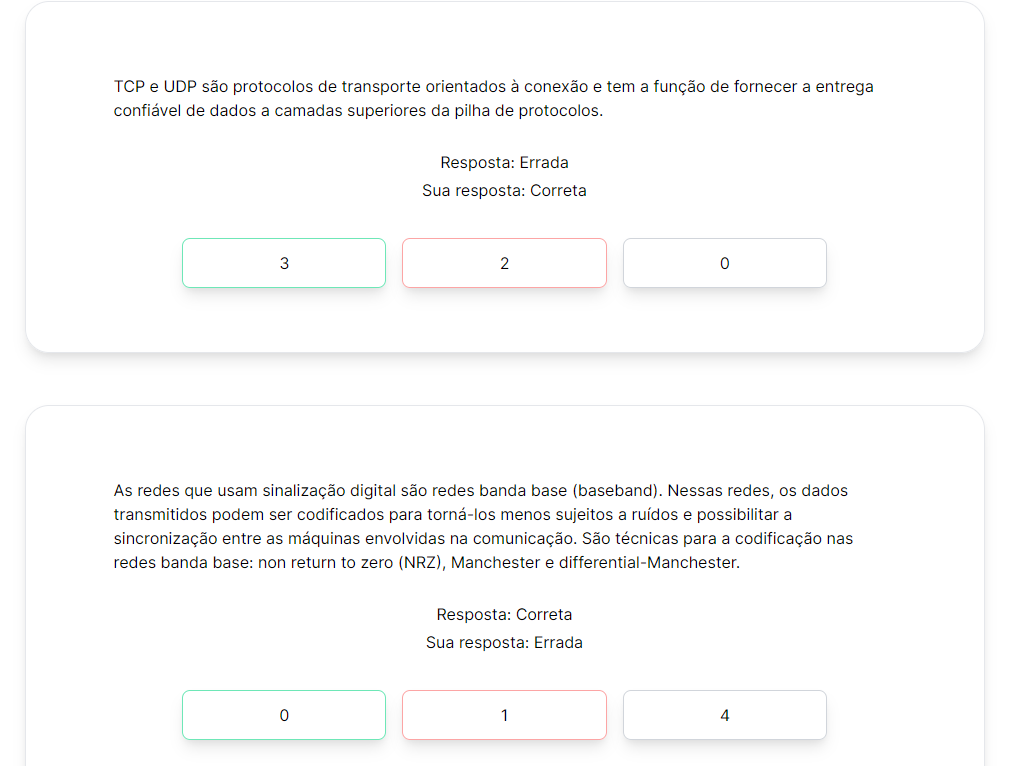 TCP e UDP são protocolos de transporte orientados à conexão e tem a função de fornecer a entrega
confiável de dados a camadas superiores da pilha de protocolos.
Resposta: Errada
Sua resposta: Correta
3
2
0
As redes que usam sinalização digital são redes banda base (baseband). Nessas redes, os dados
transmitidos podem ser codificados para torná-los menos sujeitos a ruídos e possibilitar a
sincronização entre as máquinas envolvidas na comunicação. São técnicas para a codificação nas
redes banda base: non return to zero (NRZ), Manchester e differential-Manchester.
Resposta: Correta
Sua resposta: Errada
0
1
4